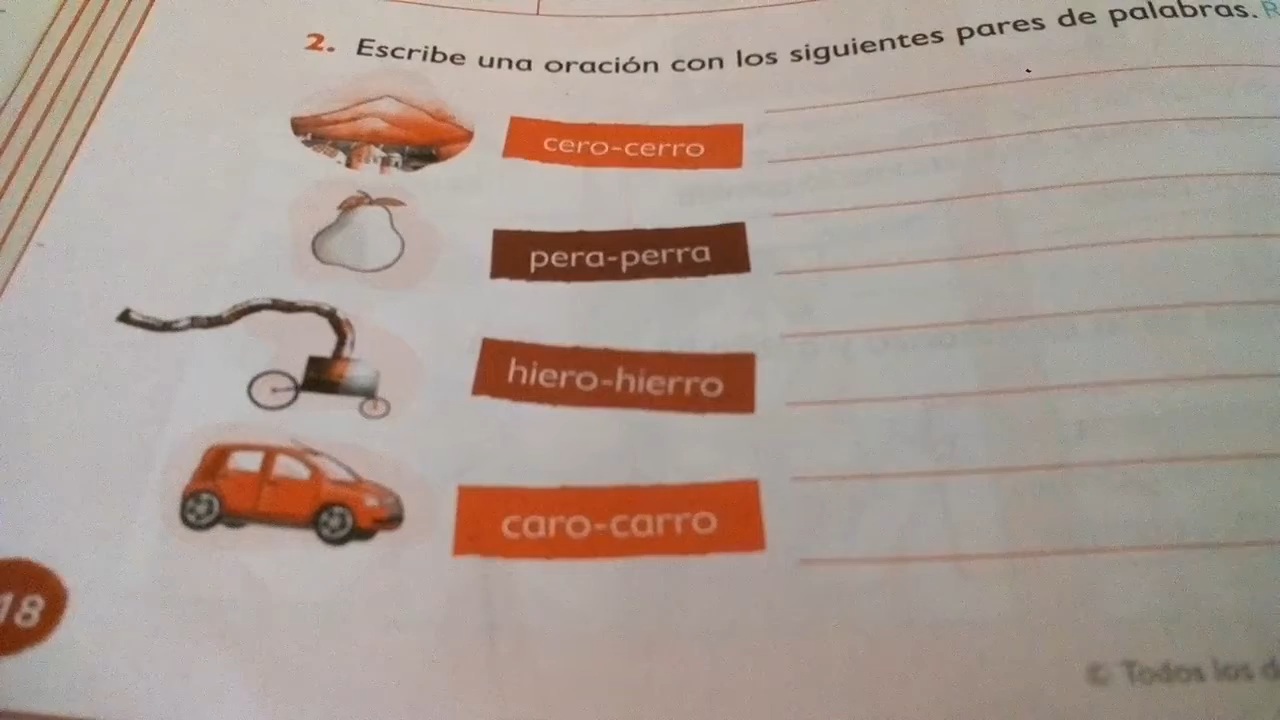 2. Escribe una oración con los siguientes pares de palabras.
cero-cerro
pera-perra
hiero-hierro
caro-carro
18
© Todos los